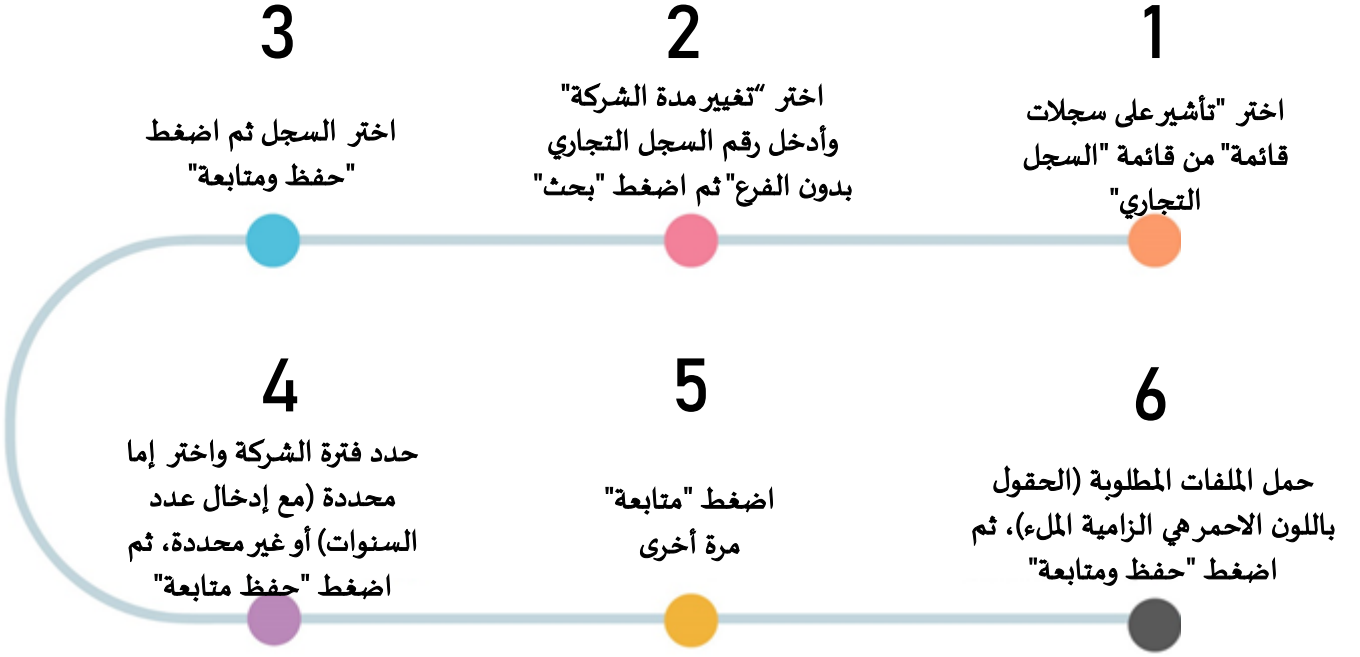 1
اختر "تأشير على سجلات
قائمة" من قائمة "السجل
التجاري"
2
اختر “تغيير مدة الشركة"
وأدخل رقم السجل التجاري
بدون الفرع" ثم اضغط "بحث"
3
اختر السجل ثم اضغط
"حفظ ومتابعة"
4
حدد فترة الشركة واختر إما
محددة (مع إدخال عدد
السنوات) أو غير محددة، ثم
اضغط "حفظ متابعة"
5
اضغط "متابعة"
مرة أخرى
6
حمل الملفات المطلوبة (الحقول
باللون الاحمر هي الزامية الملء)، ثم
اضغط "حفظ ومتابعة"